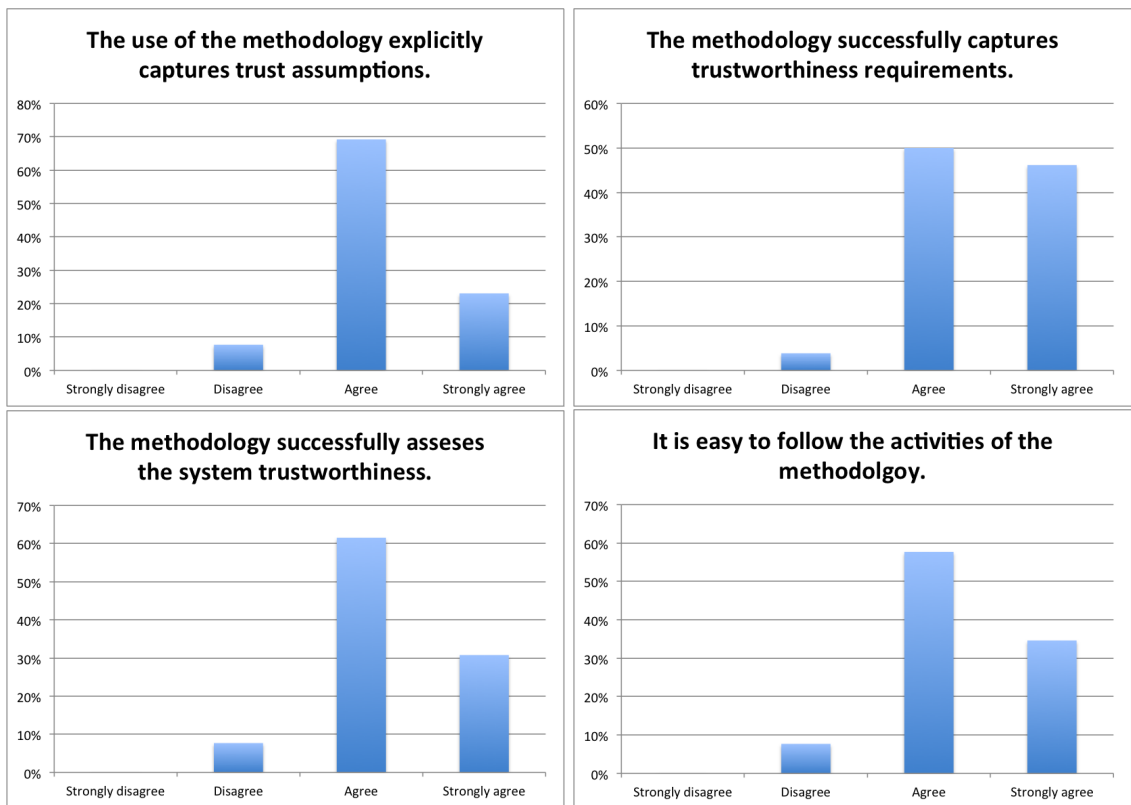 The use of the methodology explicitly
captures trust assumptions.
80%
70%
60%
50%
40%
30%
20%
10%
0%
Strongly disagree Disagree Agree Strongly agree
The methodology successfully captures
trustworthiness requirements.
60%
50%
40%
30%
20%
10%
0%
Strongly disagree Disagree Agree Strongly agree
The methodology successfully asseses
the system trustworthiness.
70%
60%
50%
40%
30%
20%
10%
0%
Strongly disagree Disagree Agree Strongly agree
It is easy to follow the activities of the
methodolgoy.
70%
60%
50%
40%
30%
20%
10%
0%
Strongly disagree Disagree Agree Strongly agree